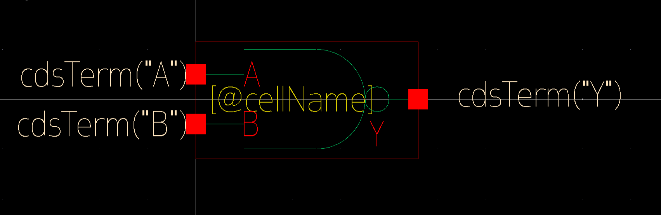 cdsTerm("A")
A
[@cellName]
cdsTerm("Y")
cdsTerm("B")
B
Y